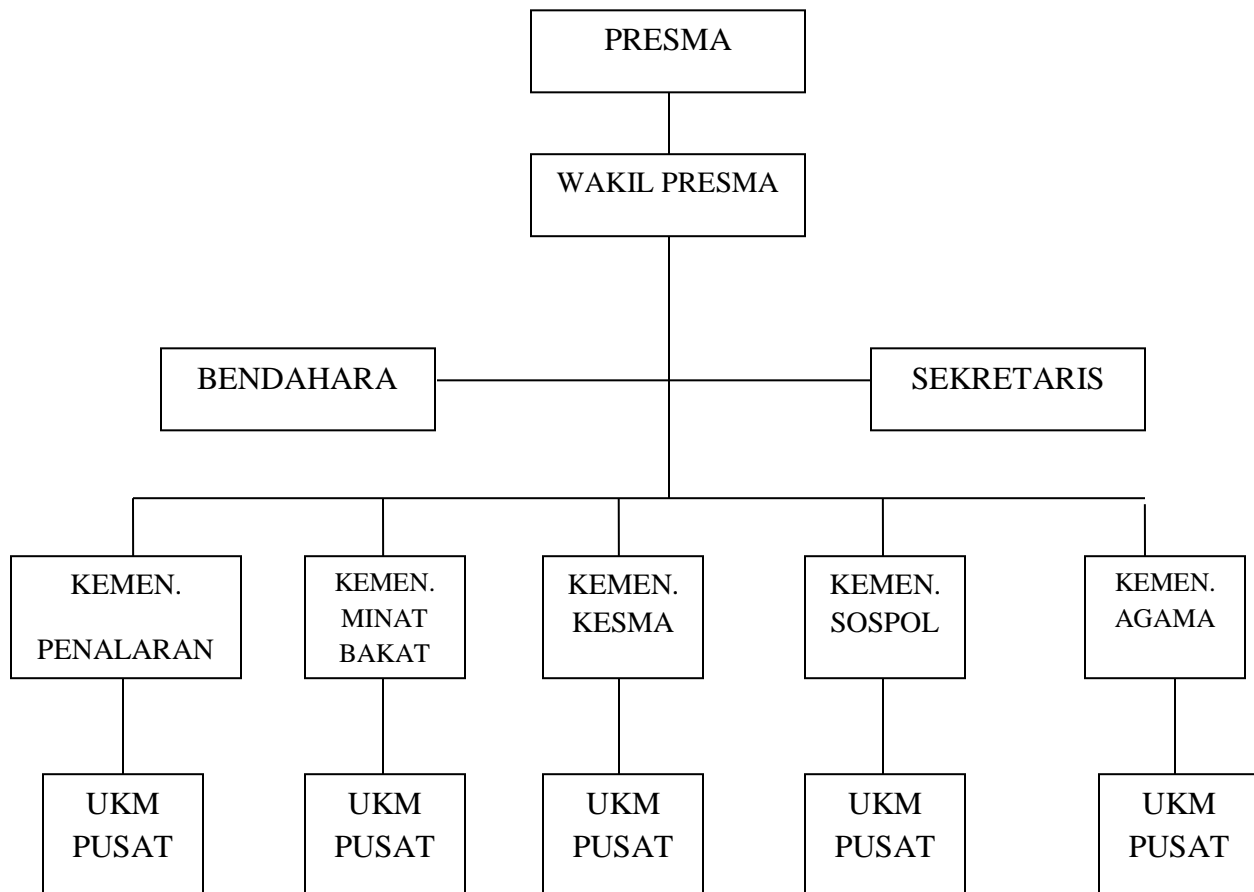 PRESMA
WAKIL PRESMA
BENDAHARA
SEKRETARIS
KEMEN.
PENALARAN
KEMEN.
MINAT
BAKAT
KEMEN.
KESMA
KEMEN.
SOSPOL
KEMEN.
AGAMA
UKM
PUSAT
UKM
PUSAT
UKM
PUSAT
UKM
PUSAT
UKM
PUSAT